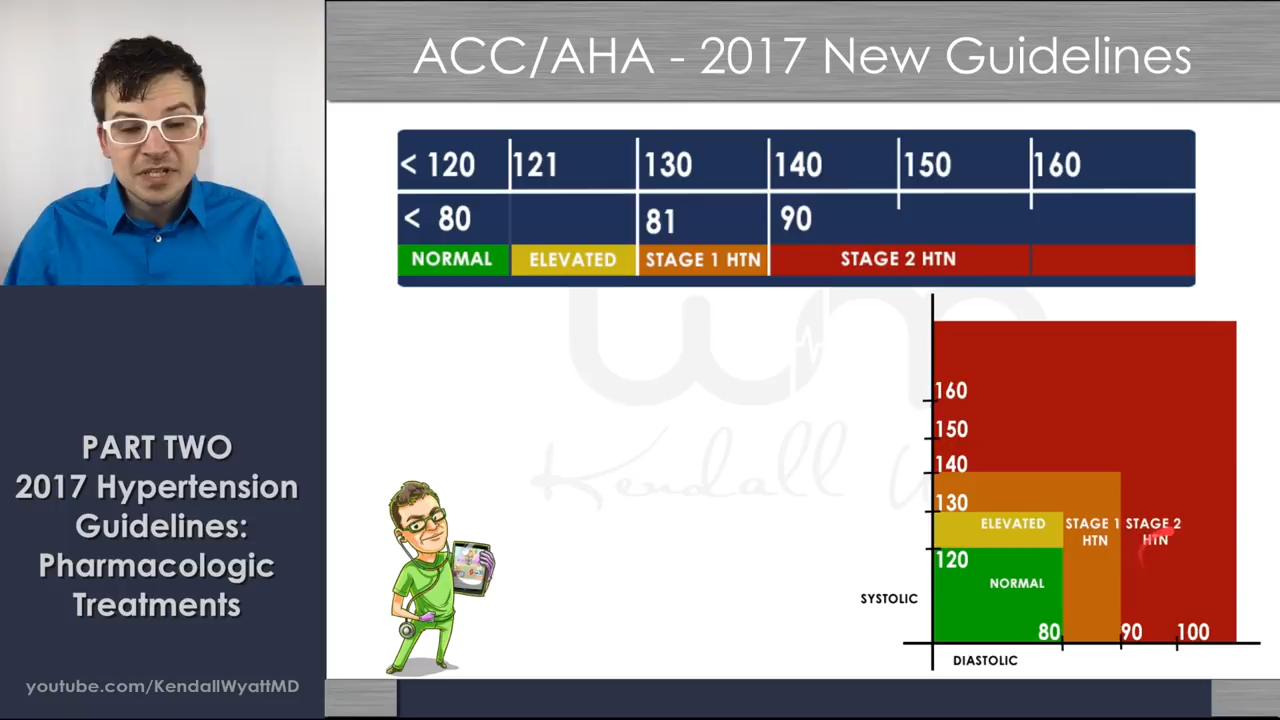 ACC/AHA - 2017 New Guidelines
< 120 121 130 140 150 160
< 80 81 90
NORMAL ELEVATED STAGE 1 HTN STAGE 2 HTN
160
150
140
130
ELEVATED STAGE 1 STAGE 2
HTN HTN
120
NORMAL
SYSTOLIC
80 90 100
DIASTOLIC
Kendall W
PART TWO
2017 Hypertension
Guidelines:
Pharmacologic
Treatments
youtube.com/KendallWyattMD